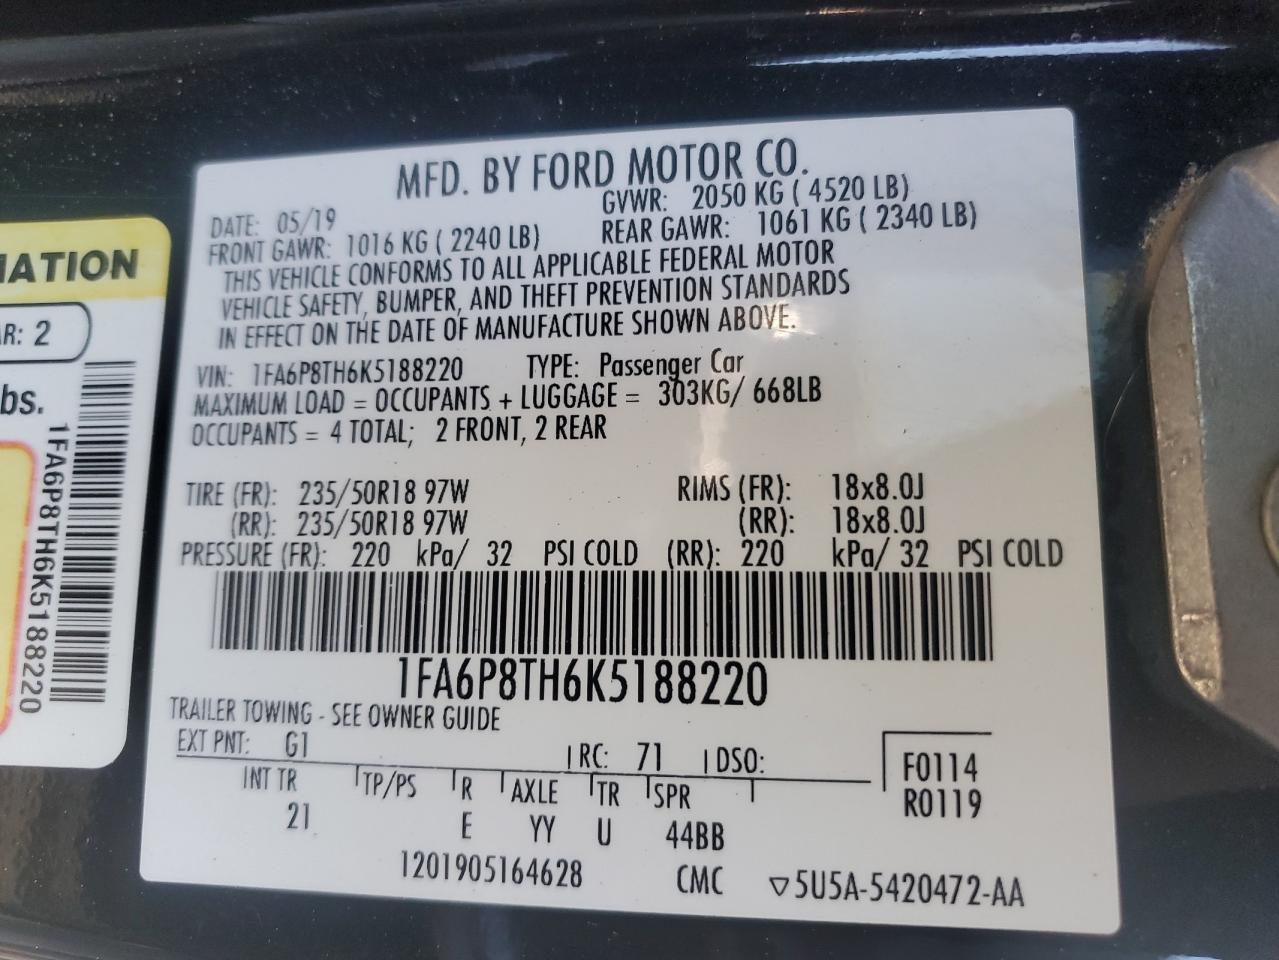 MFD. BY FORD MOTOR CO.
DATE: 05/19 GVWR: 2050 KG ( 4520 LB)
FRONT GAWR: 1016 KG ( 2240 LB) REAR GAWR: 1061 KG ( 2340 LB)
THIS VEHICLE CONFORMS TO ALL APPLICABLE FEDERAL MOTOR
VEHICLE SAFETY, BUMPER, AND THEFT PREVENTION STANDARDS
IN EFFECT ON THE DATE OF MANUFACTURE SHOWN ABOVE.
VIN: 1FA6P8TH6K5188220 TYPE: Passenger Car
MAXIMUM LOAD = OCCUPANTS + LUGGAGE = 303KG/ 668LB
OCCUPANTS = 4 TOTAL; 2 FRONT, 2 REAR
TIRE (FR): 235/50R18 97W RIMS (FR): 18x8.0J
(RR): 235/50R18 97W (RR): 18x8.0J
PRESSURE (FR): 220 kPa/ 32 PSI COLD (RR): 220 kPa/ 32 PSI COLD
1FA6P8TH6K5188220
TRAILER TOWING - SEE OWNER GUIDE
EXT PNT: G1 RC: 71 DSO:
F0114
R0119
INT TR TP/PS R AXLE TR SPR
21 E YY U 44BB
1201905164628 CMC ▽5U5A-5420472-AA
MATION
AR: 2
bs.
1FA6P8TH6K5188220